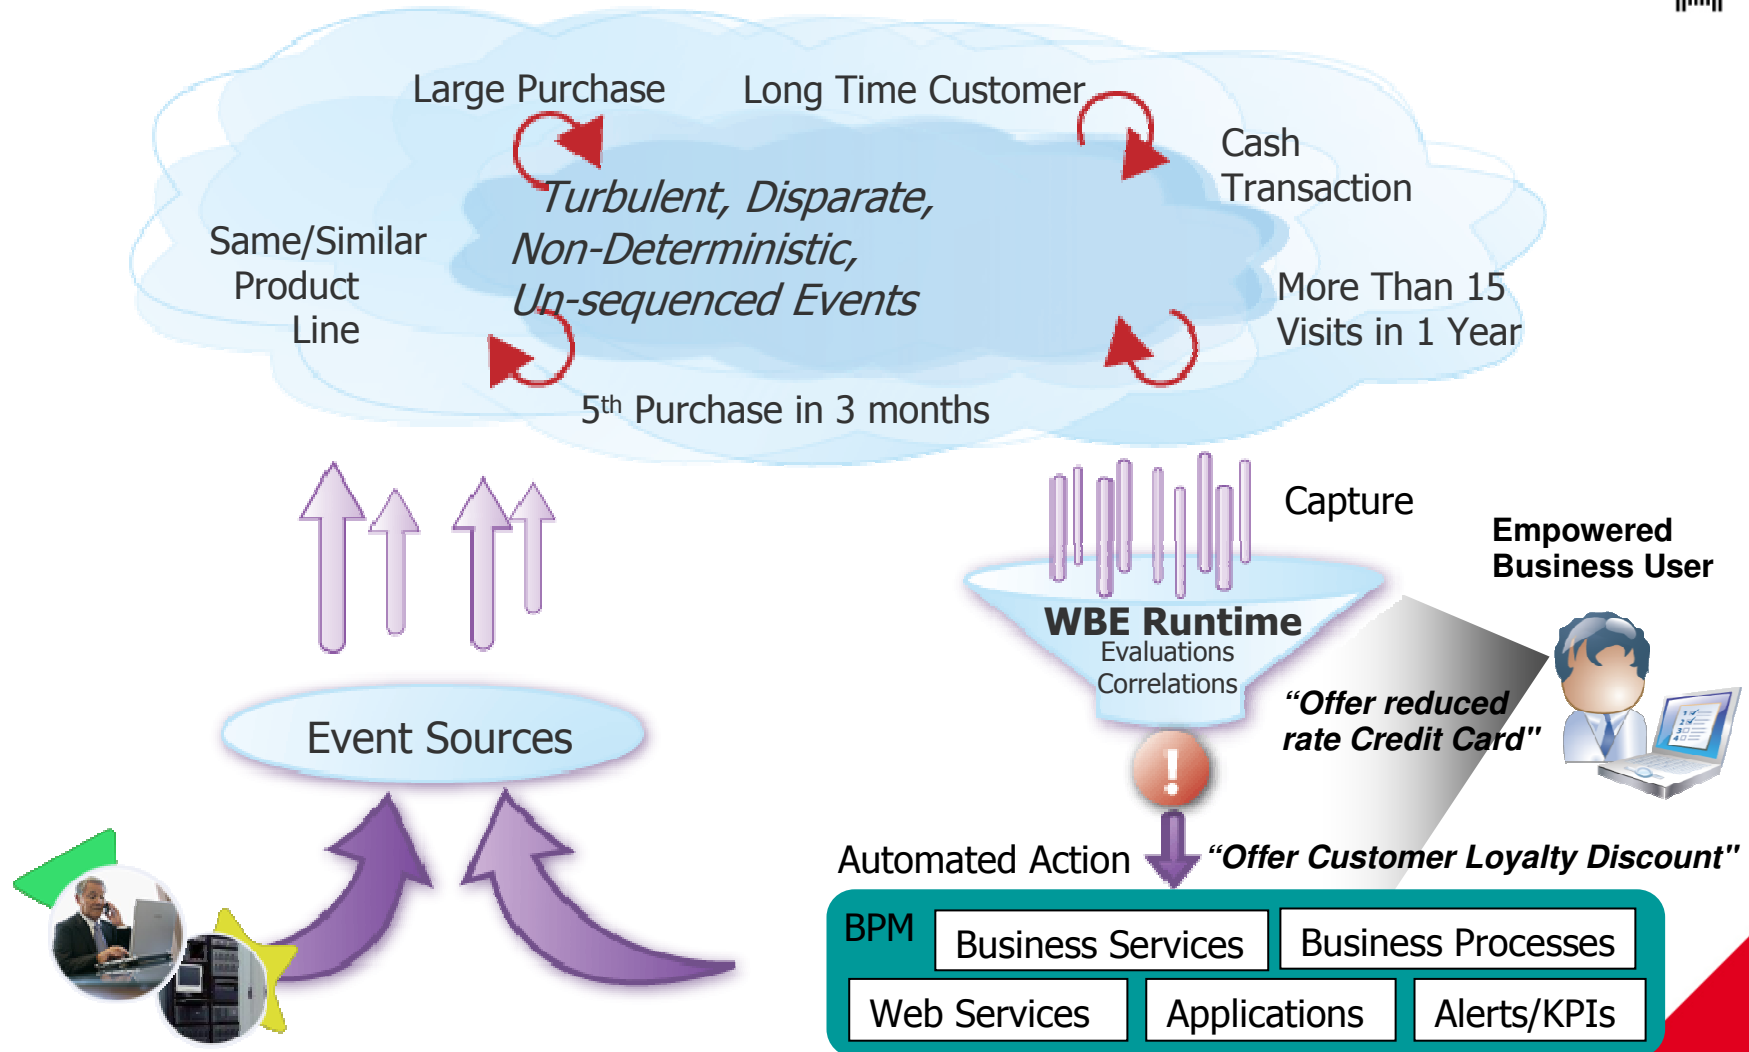 Large Purchase
Long Time Customer
Cash
Transaction
Turbulent, Disparate,
Non-Deterministic,
Un-sequenced Events
Same/Similar
Product
Line
More Than 15
Visits in 1 Year
5th Purchase in 3 months
Capture
Empowered
Business User
WBE Runtime
Evaluations
Correlations
“Offer reduced
rate Credit Card"
Event Sources
!
Automated Action
“Offer Customer Loyalty Discount"
BPM
Business Services
Business Processes
Web Services
Applications
Alerts/KPIs